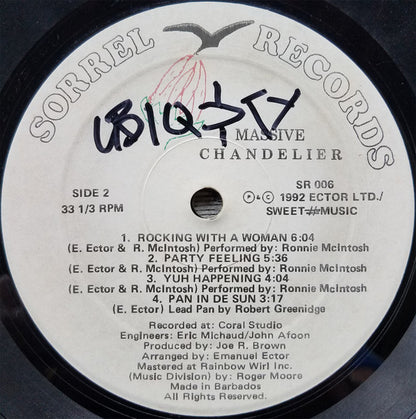 SORREL RECORDS
MASSIVE
CHANDELIER
SR 006
SIDE 2
33 1/3 RPM
℗ & © 1992 ECTOR LTD./
SWEET MUSIC
1. ROCKING WITH A WOMAN 6:04
(E. Ector & R. McIntosh) Performed by: Ronnie McIntosh
2. PARTY FEELING 5:36
(E. Ector & R. McIntosh) Performed by: Ronnie McIntosh
3. YUH HAPPENING 4:04
(E. Ector & R. McIntosh) Performed by: Ronnie McIntosh
4. PAN IN DE SUN 3:17
(E. Ector) Lead Pan by Robert Greenidge
Recorded at: Coral Studio
Engineers: Eric Michaud/John Afoon
Produced by: Joe R. Brown
Arranged by: Emanuel Ector
Mastered at Rainbow Wirl Inc.
(Music Division) by: Roger Moore
Made in Barbados
All Rights Reserved.